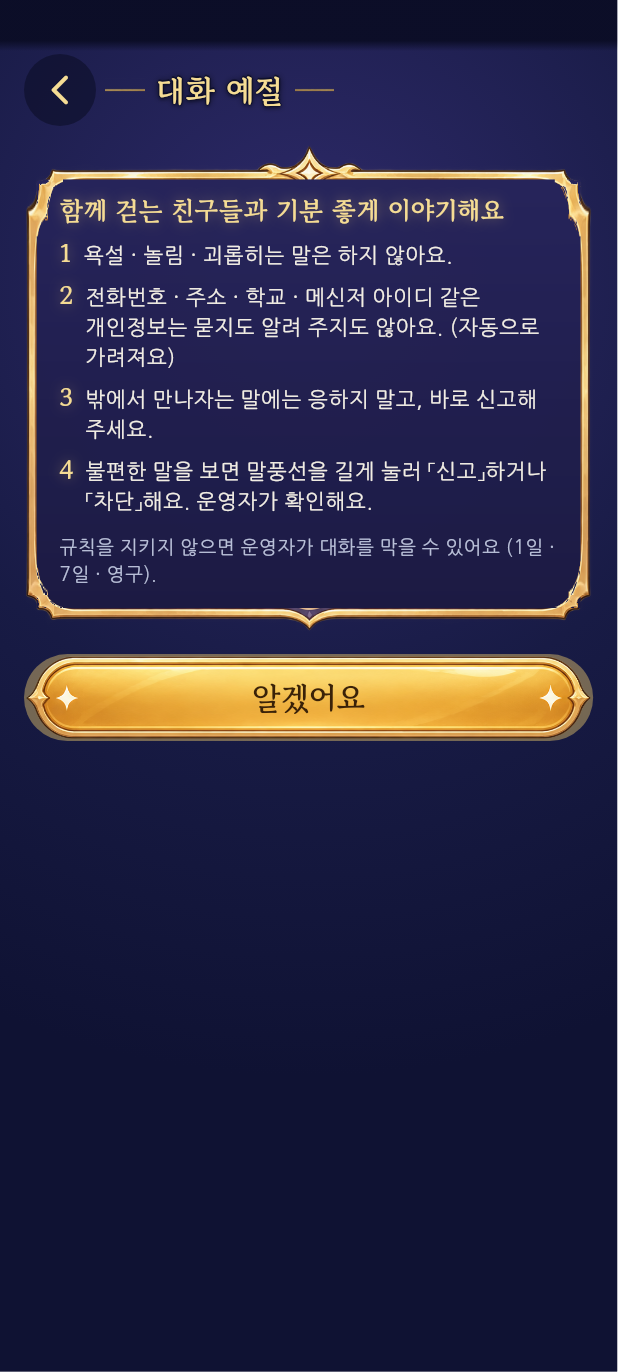 대화 예절
함께 걷는 친구들과 기분 좋게 이야기해요
1 욕설 · 놀림 · 괴롭히는 말은 하지 않아요.
2 전화번호 · 주소 · 학교 · 메신저 아이디 같은
개인정보는 묻지도 알려 주지도 않아요. (자동으로
가려져요)
3 밖에서 만나자는 말에는 응하지 말고, 바로 신고해
주세요.
4 불편한 말을 보면 말풍선을 길게 눌러 「신고」하거나
「차단」해요. 운영자가 확인해요.
규칙을 지키지 않으면 운영자가 대화를 막을 수 있어요 (1일 ·
7일 · 영구).
알겠어요